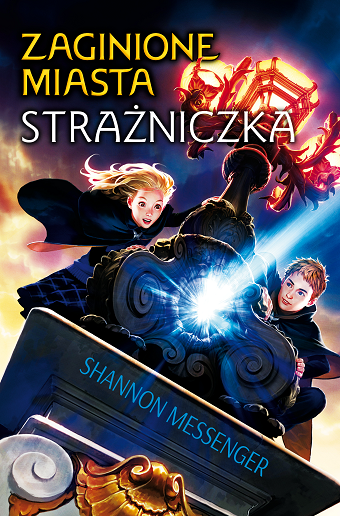 ZAGINIONE
MIASTA
STRAŻNICZKA
SHANNON MESSENGER